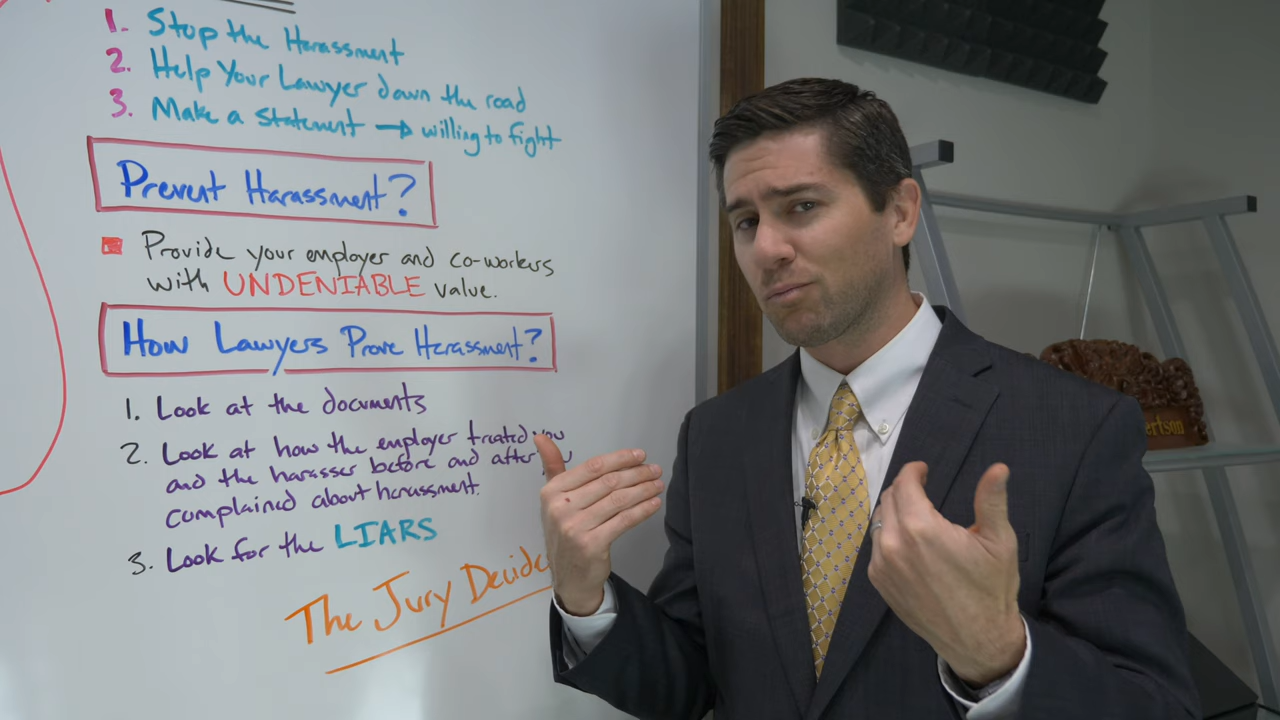 1. Stop the Harassment
2. Help Your Lawyer down the road
3. Make a statement → willing to fight
Prevent Harassment?
Provide your employer and co-workers
with UNDENIABLE value.
How Lawyers Prove Harassment?
1. Look at the documents
2. Look at how the employer treated you
and the harasser before and after
complained about harassment.
3. Look for the LIARS
The Jury Decide
ertson